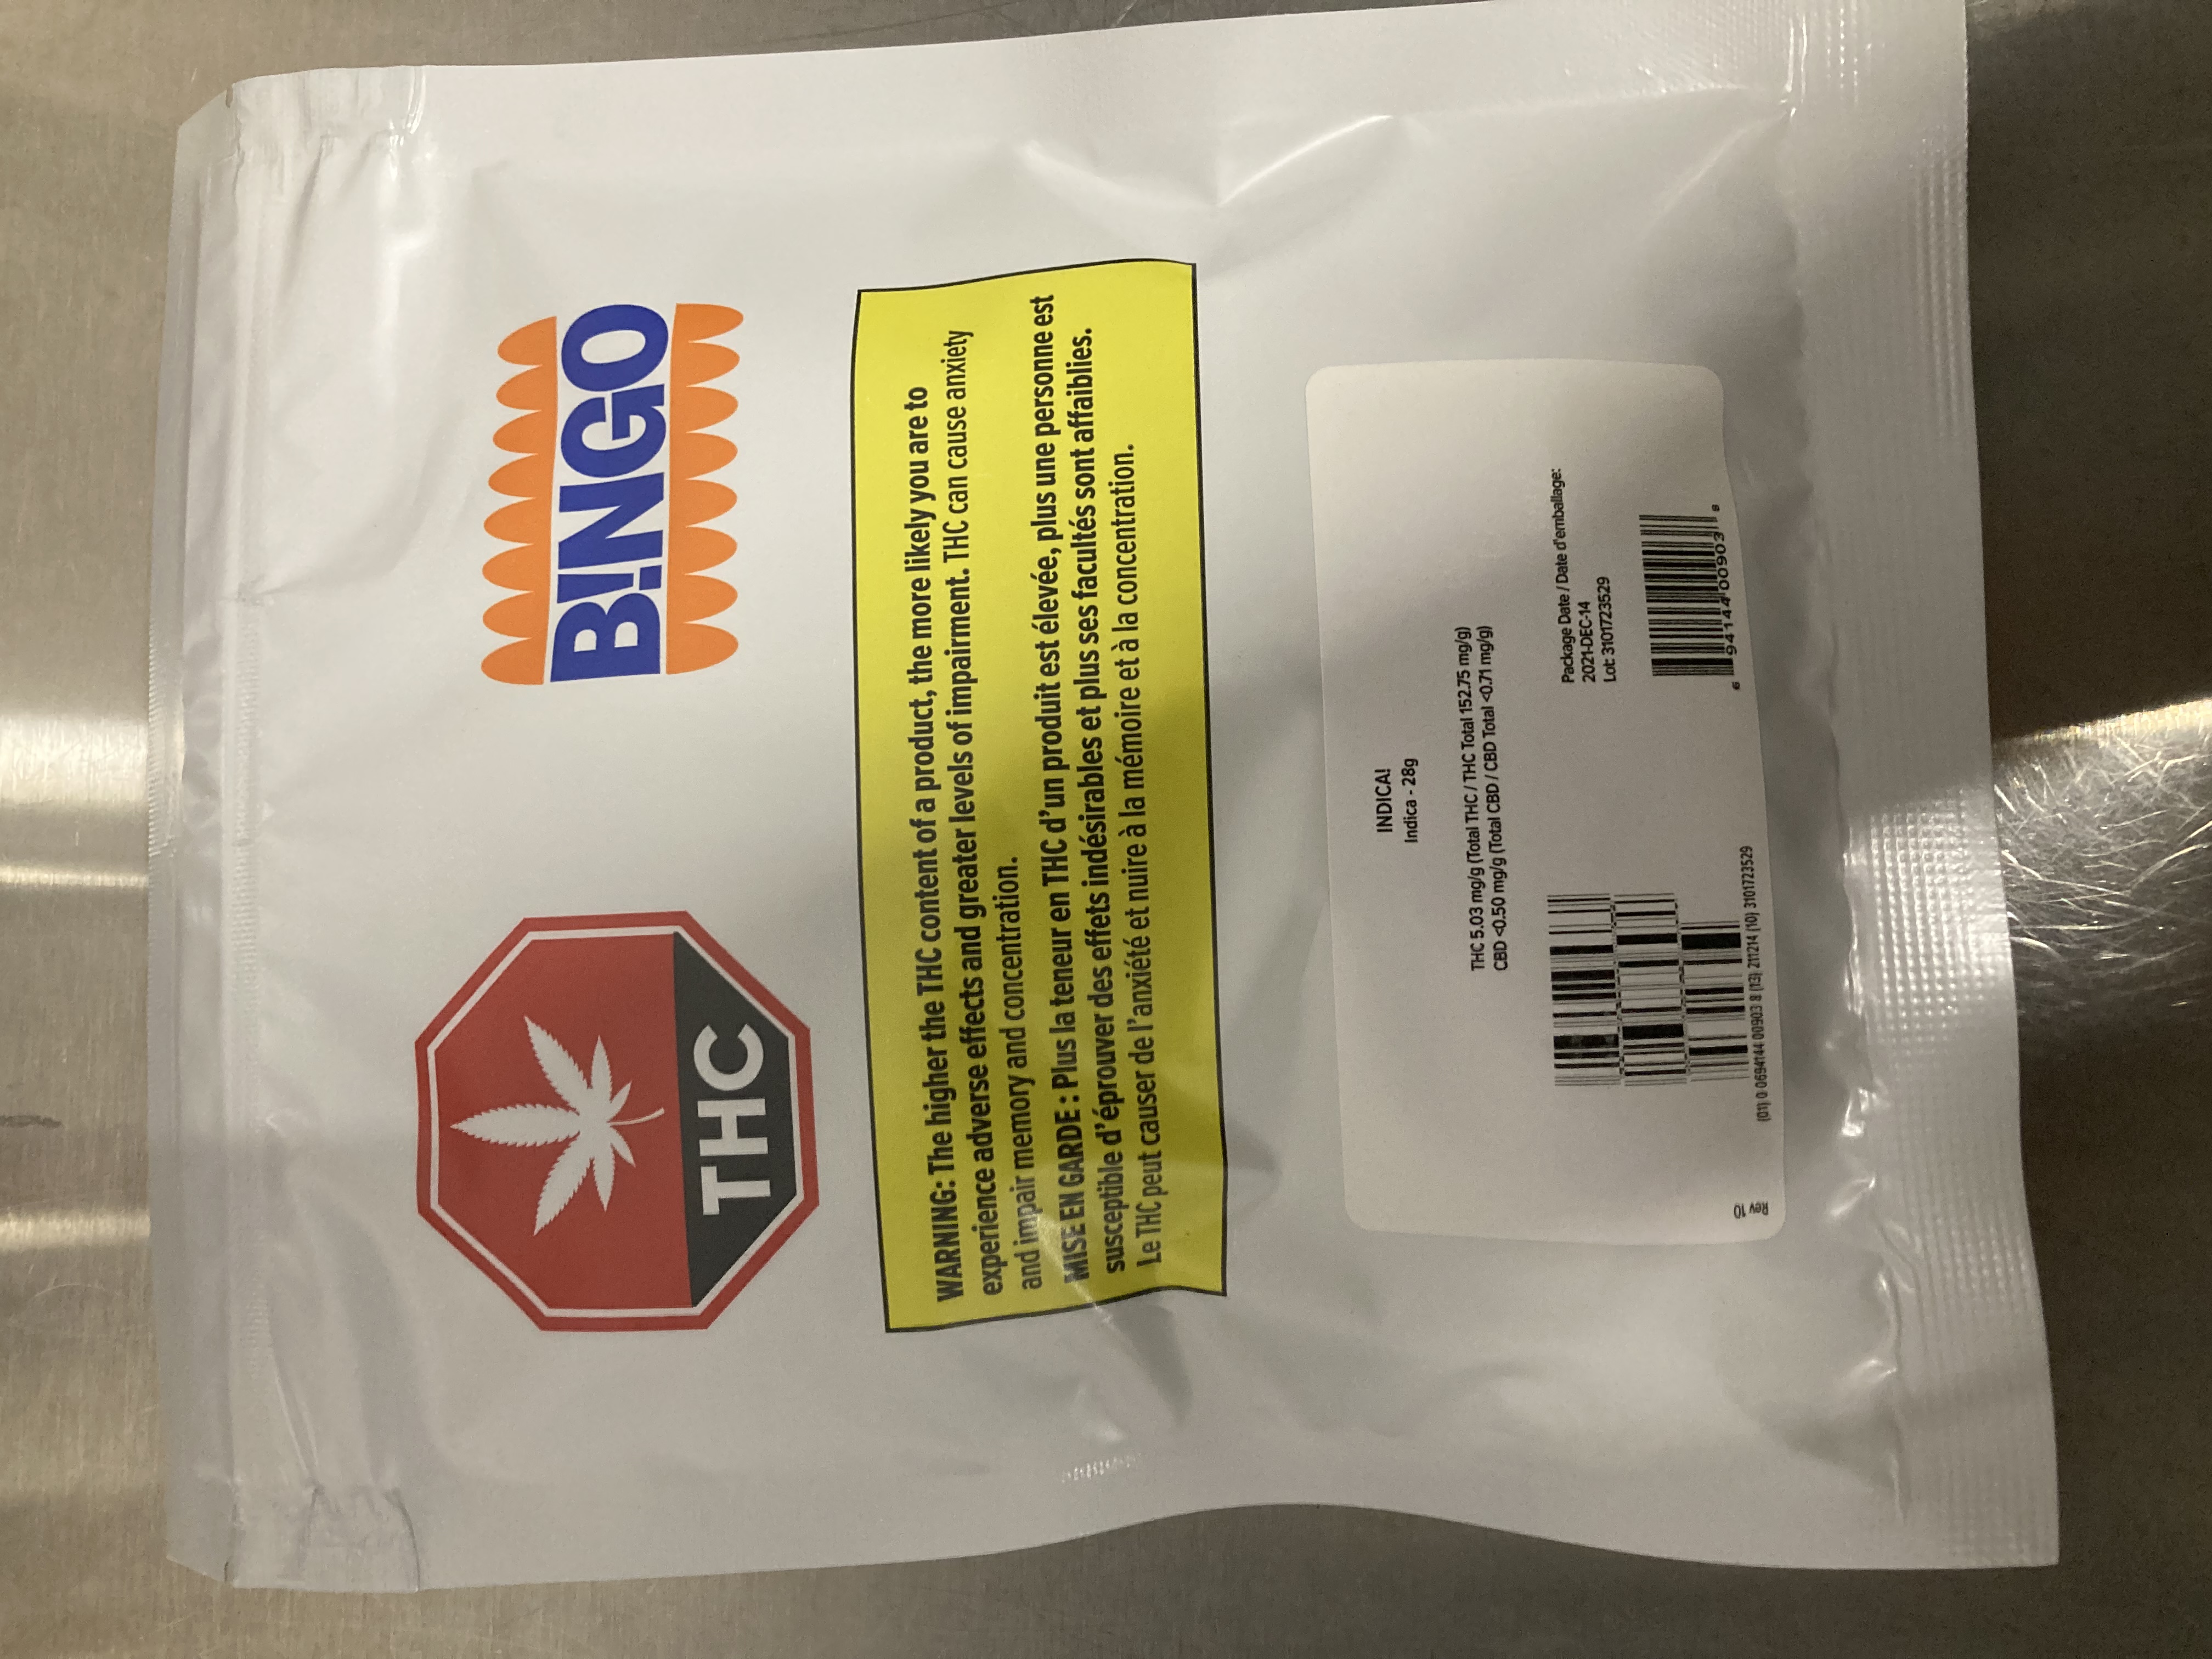 THC
B!NGO
WARNING: The higher the THC content of a product, the more likely you are to
experience adverse effects and greater levels of impairment. THC can cause anxiety
and impair memory and concentration.
MISE EN GARDE : Plus la teneur en THC d'un produit est élevée, plus une personne est
susceptible d'éprouver des effets indésirables et plus ses facultés sont affaiblies.
Le THC peut causer de l'anxiété et nuire à la mémoire et à la concentration.
INDICA!
Indica - 28g
THC 5.03 mg/g (Total THC / THC Total 152.75 mg/g)
CBD <0.50 mg/g (Total CBD / CBD Total <0.71 mg/g)
Package Date / Date d'emballage:
2021-DEC-14
Lot: 3101723529
6 94144 00903 8
Rev 10
(01) 0 0694144 00903 8 (13) 211214 (10) 3101723529